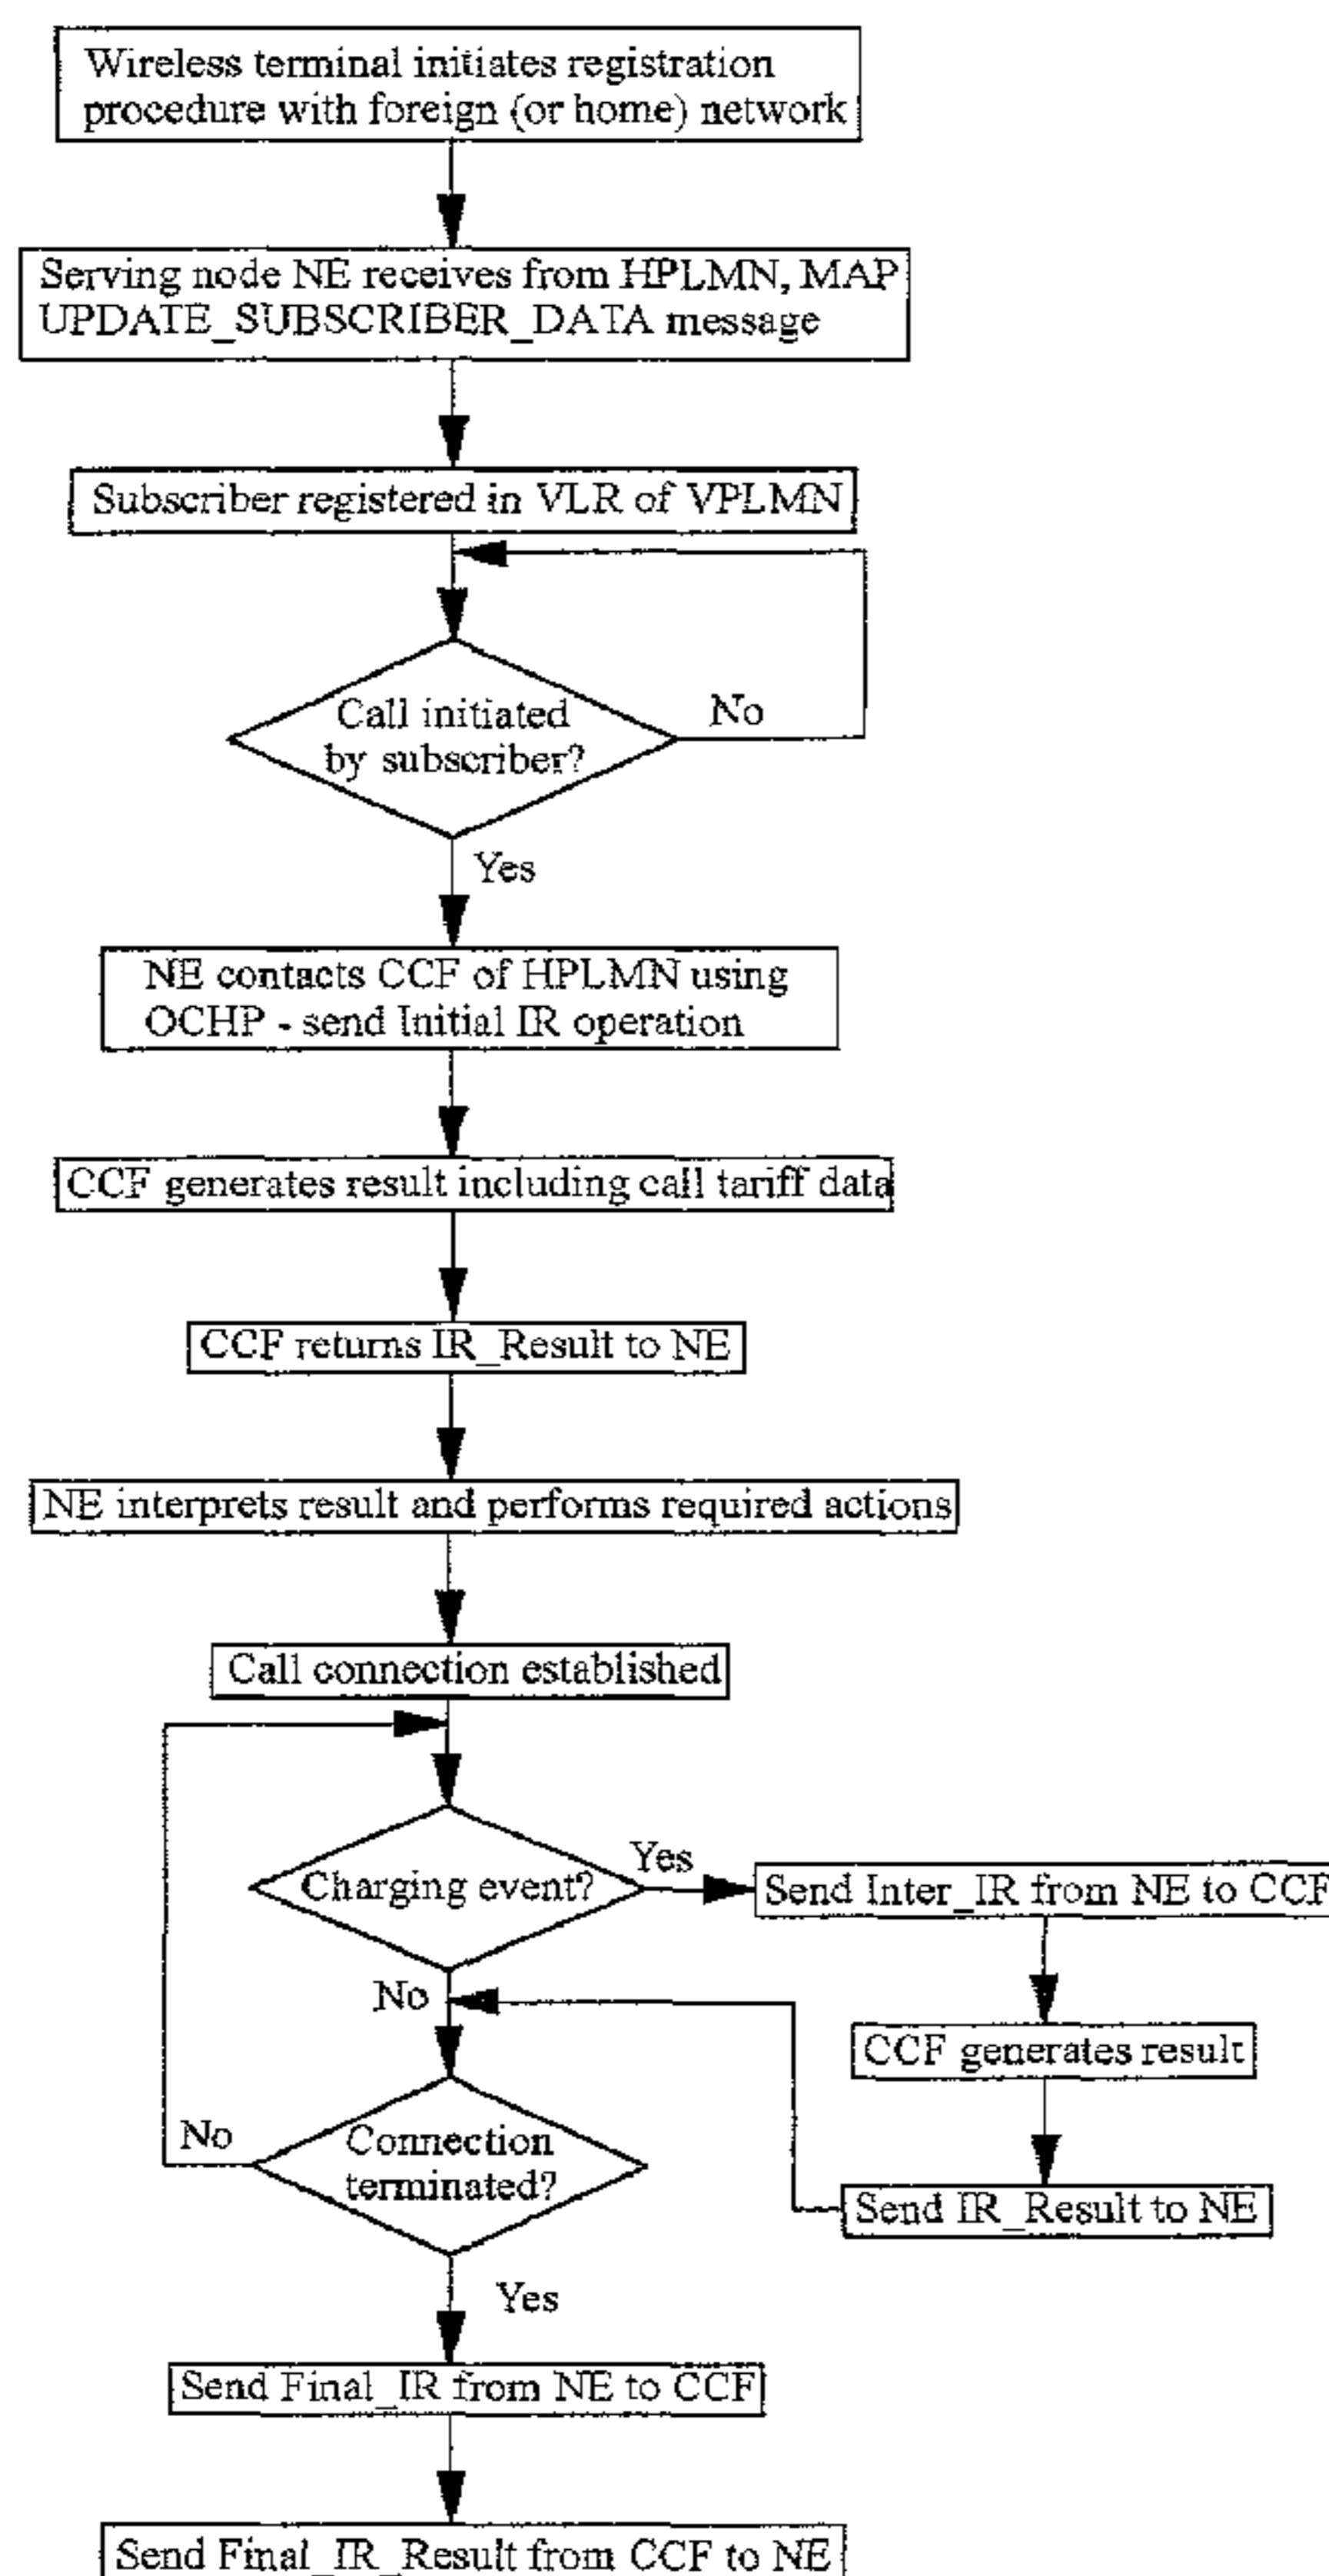 Wireless terminal initiates registration
procedure with foreign (or home) network
Serving node NE receives from HPLMN, MAP
UPDATE_SUBSCRIBER_DATA message
Subscriber registered in VLR of VPLMN
Call initiated
by subscriber?
No
Yes
NE contacts CCF of HPLMN using
OCHP - send Initial IR operation
CCF generates result including call tariff data
CCF returns IR_Result to NE
NE interprets result and performs required actions
Call connection established
Charging event?
Yes
Send Inter_IR from NE to CCF
No
CCF generates result
Send IR_Result to NE
Connection
terminated?
No
Yes
Send Final_IR from NE to CCF
Send Final_IR_Result from CCF to NE